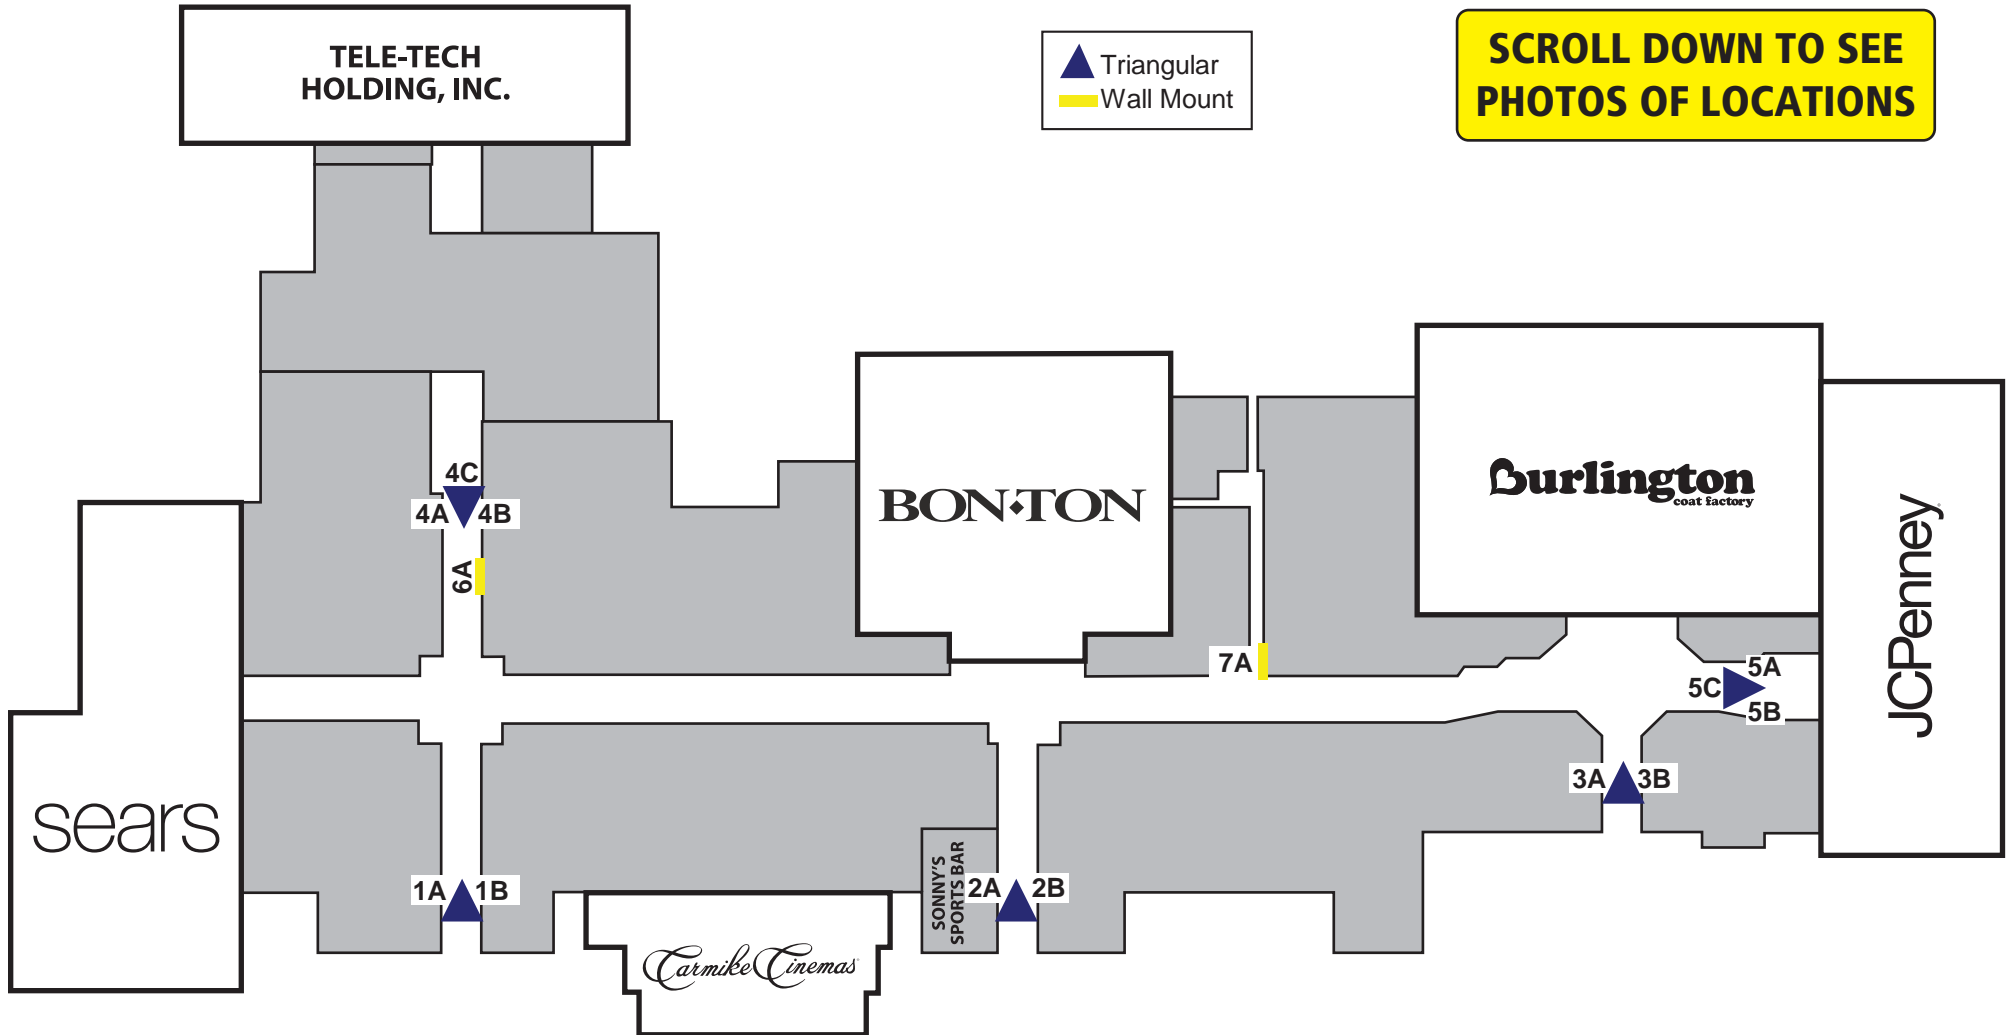 TELE-TECH
HOLDING, INC.
Triangular
Wall Mount
SCROLL DOWN TO SEE
PHOTOS OF LOCATIONS
BON•TON
Burlington
coat factory
JCPenney
4C
4A
4B
6A
7A
5A
5C
5B
3A
3B
sears
1A
1B
SONNY'S
SPORTS BAR
2A
2B
Carmike Cinemas